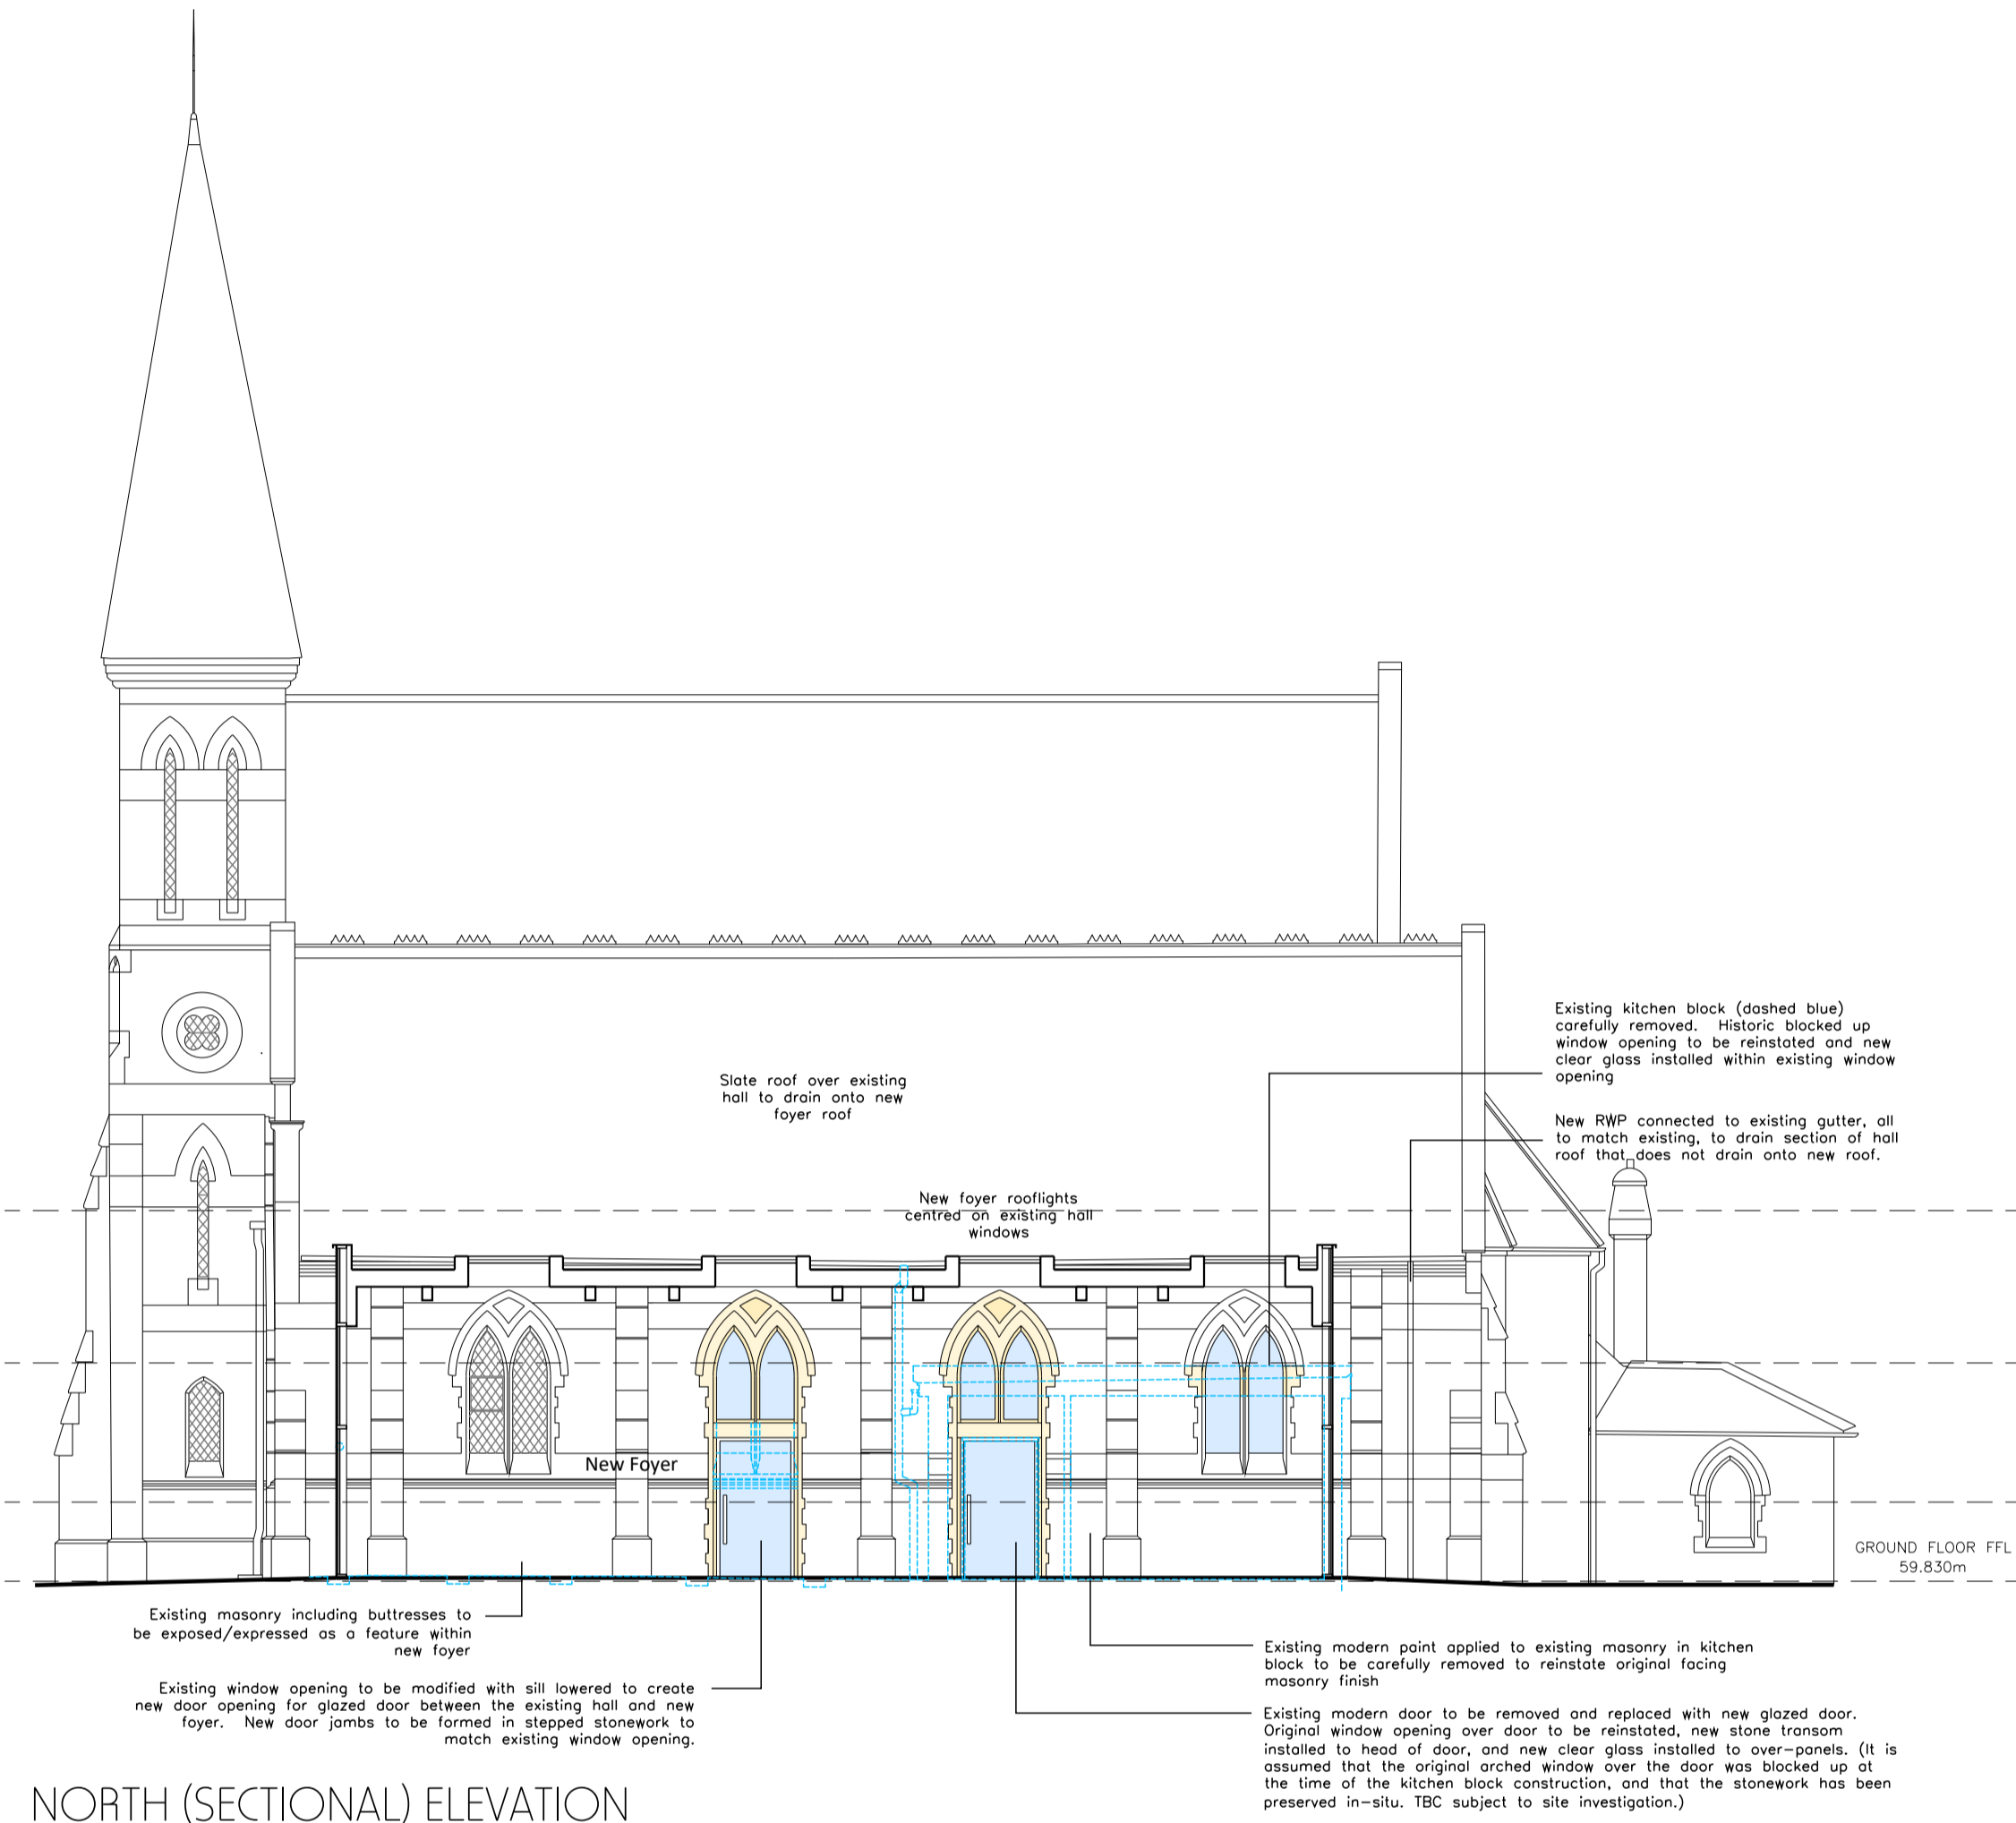 Existing kitchen block (dashed blue)
carefully removed. Historic blocked up
window opening to be reinstated and new
clear glass installed within existing window
opening
Slate roof over existing
hall to drain onto new
foyer roof
New RWP connected to existing gutter, all
to match existing, to drain section of hall
roof that does not drain onto new roof.
New foyer rooflights
centred on existing hall
windows
New Foyer
GROUND FLOOR FFL
59.830m
Existing masonry including buttresses to
be exposed/expressed as a feature within
new foyer
Existing window opening to be modified with sill lowered to create
new door opening for glazed door between the existing hall and new
foyer. New door jambs to be formed in stepped stonework to
match existing window opening.
Existing modern paint applied to existing masonry in kitchen
block to be carefully removed to reinstate original facing
masonry finish
Existing modern door to be removed and replaced with new glazed door.
Original window opening over door to be reinstated, new stone transom
installed to head of door, and new clear glass installed to over-panels. (It is
assumed that the original arched window over the door was blocked up at
the time of the kitchen block construction, and that the stonework has been
preserved in-situ. TBC subject to site investigation.)
NORTH (SECTIONAL) ELEVATION